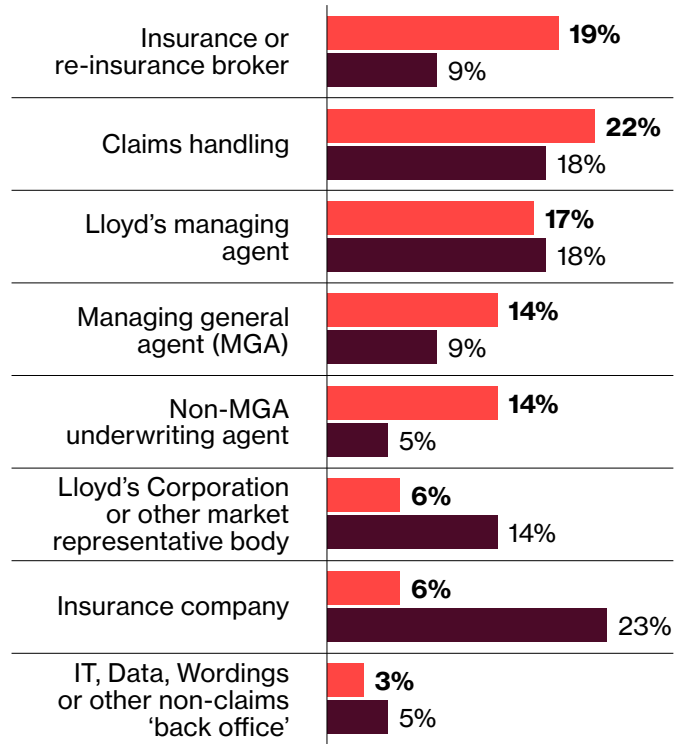 Insurance or
re-insurance broker
19%
9%
Claims handling
22%
18%
Lloyd’s managing
agent
17%
18%
Managing general
agent (MGA)
14%
9%
Non-MGA
underwriting agent
14%
5%
Lloyd’s Corporation
or other market
representative body
6%
14%
Insurance company
6%
23%
IT, Data, Wordings
or other non-claims
‘back office’
3%
5%